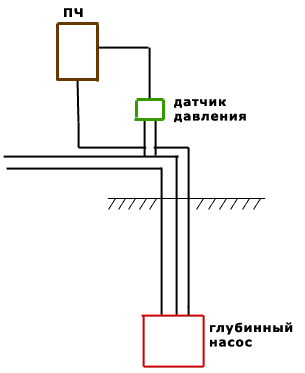 ПЧ
датчик
давления
глубинный
насос